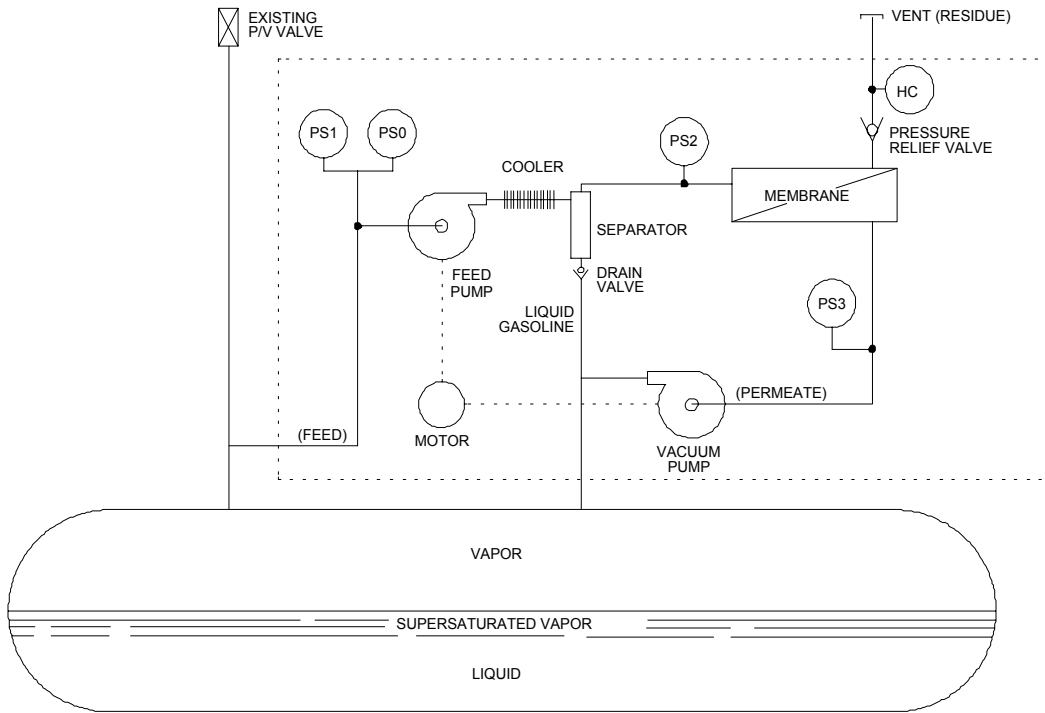 EXISTING
P/V VALVE
VENT (RESIDUE)
HC
PS1
PS0
PS2
PRESSURE
RELIEF VALVE
COOLER
MEMBRANE
SEPARATOR
FEED
PUMP
DRAIN
VALVE
LIQUID
GASOLINE
PS3
(PERMEATE)
(FEED)
MOTOR
VACUUM
PUMP
VAPOR
SUPERSATURATED VAPOR
LIQUID